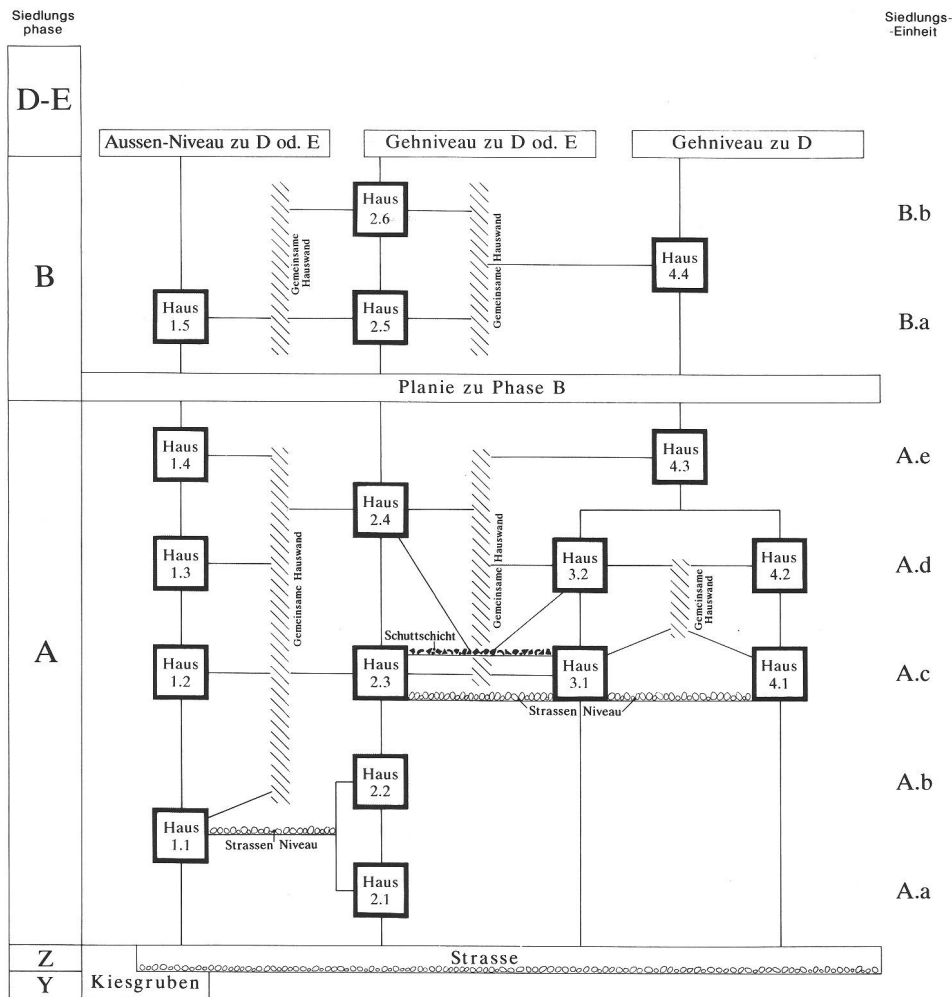 Siedlungs
phase
Siedlungs-
-Einheit
D-E
Aussen-Niveau zu D od. E
Gehniveau zu D od. E
Gehniveau zu D
B
Haus
2.6
B.b
Gemeinsame
Hauswand
Gemeinsame Hauswand
Haus
4.4
Haus
1.5
Haus
2.5
B.a
Planie zu Phase B
A
Haus
1.4
Haus
4.3
A.e
Haus
2.4
Gemeinsame Hauswand
Gemeinsame Hauswand
Haus
1.3
Haus
3.2
Gemeinsame
Hauswand
Haus
4.2
A.d
Schuttschicht
Haus
1.2
Haus
2.3
Haus
3.1
Haus
4.1
A.c
Strassen Niveau
Haus
2.2
A.b
Haus
1.1
Strassen Niveau
Haus
2.1
A.a
Z
Strasse
Y
Kiesgruben